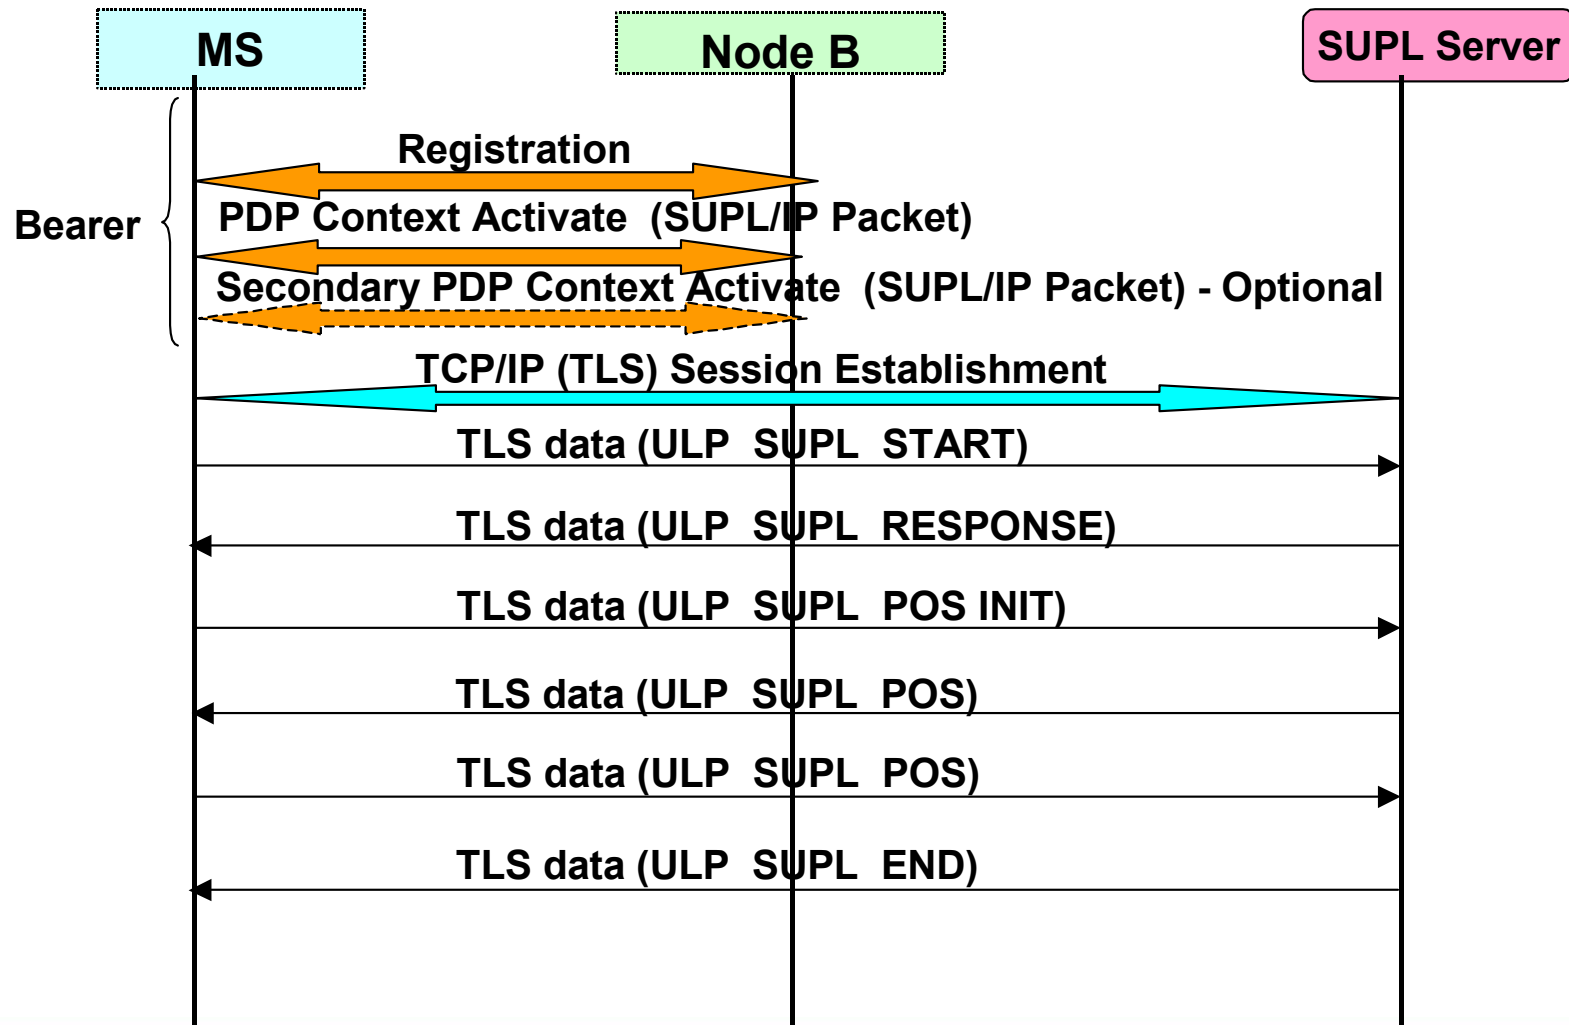 MS
Node B
SUPL Server
Registration
Bearer
PDP Context Activate (SUPL/IP Packet)
Secondary PDP Context Activate (SUPL/IP Packet) - Optional
TCP/IP (TLS) Session Establishment
TLS data (ULP SUPL START)
TLS data (ULP SUPL RESPONSE)
TLS data (ULP SUPL POS INIT)
TLS data (ULP SUPL POS)
TLS data (ULP SUPL POS)
TLS data (ULP SUPL END)